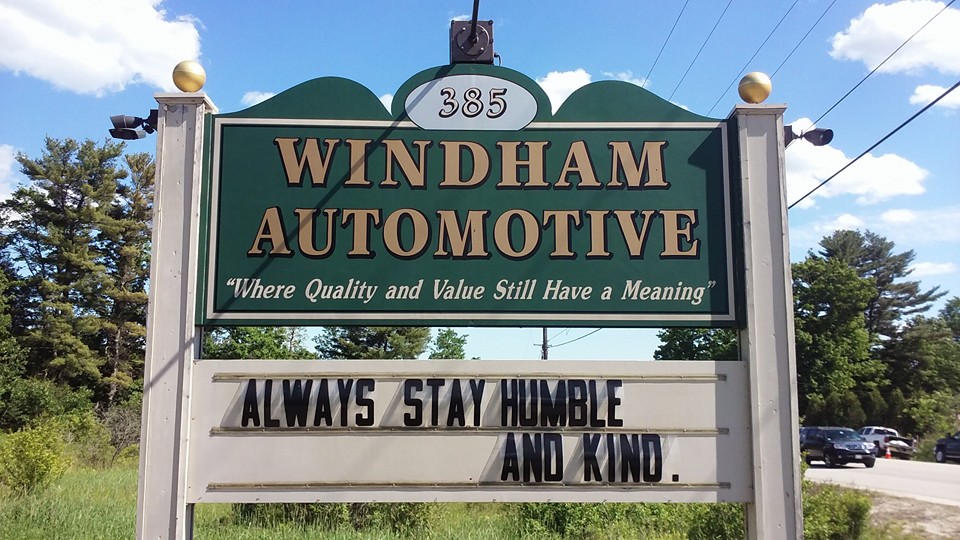 385
WINDHAM
AUTOMOTIVE
"Where Quality and Value Still Have a Meaning"
ALWAYS STAY HUMBLE
AND KIND.